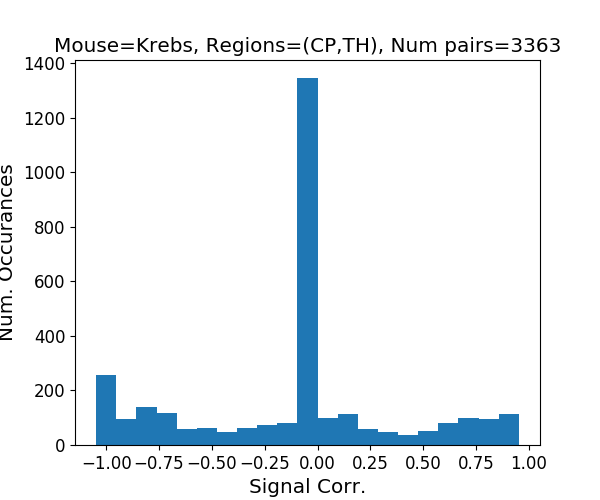 Mouse=Krebs, Regions=(CP,TH), Num pairs=3363
1400
1200
1000
800
600
400
200
0
Num. Occurances
−1.00 −0.75 −0.50 −0.25 0.00 0.25 0.50 0.75 1.00
Signal Corr.